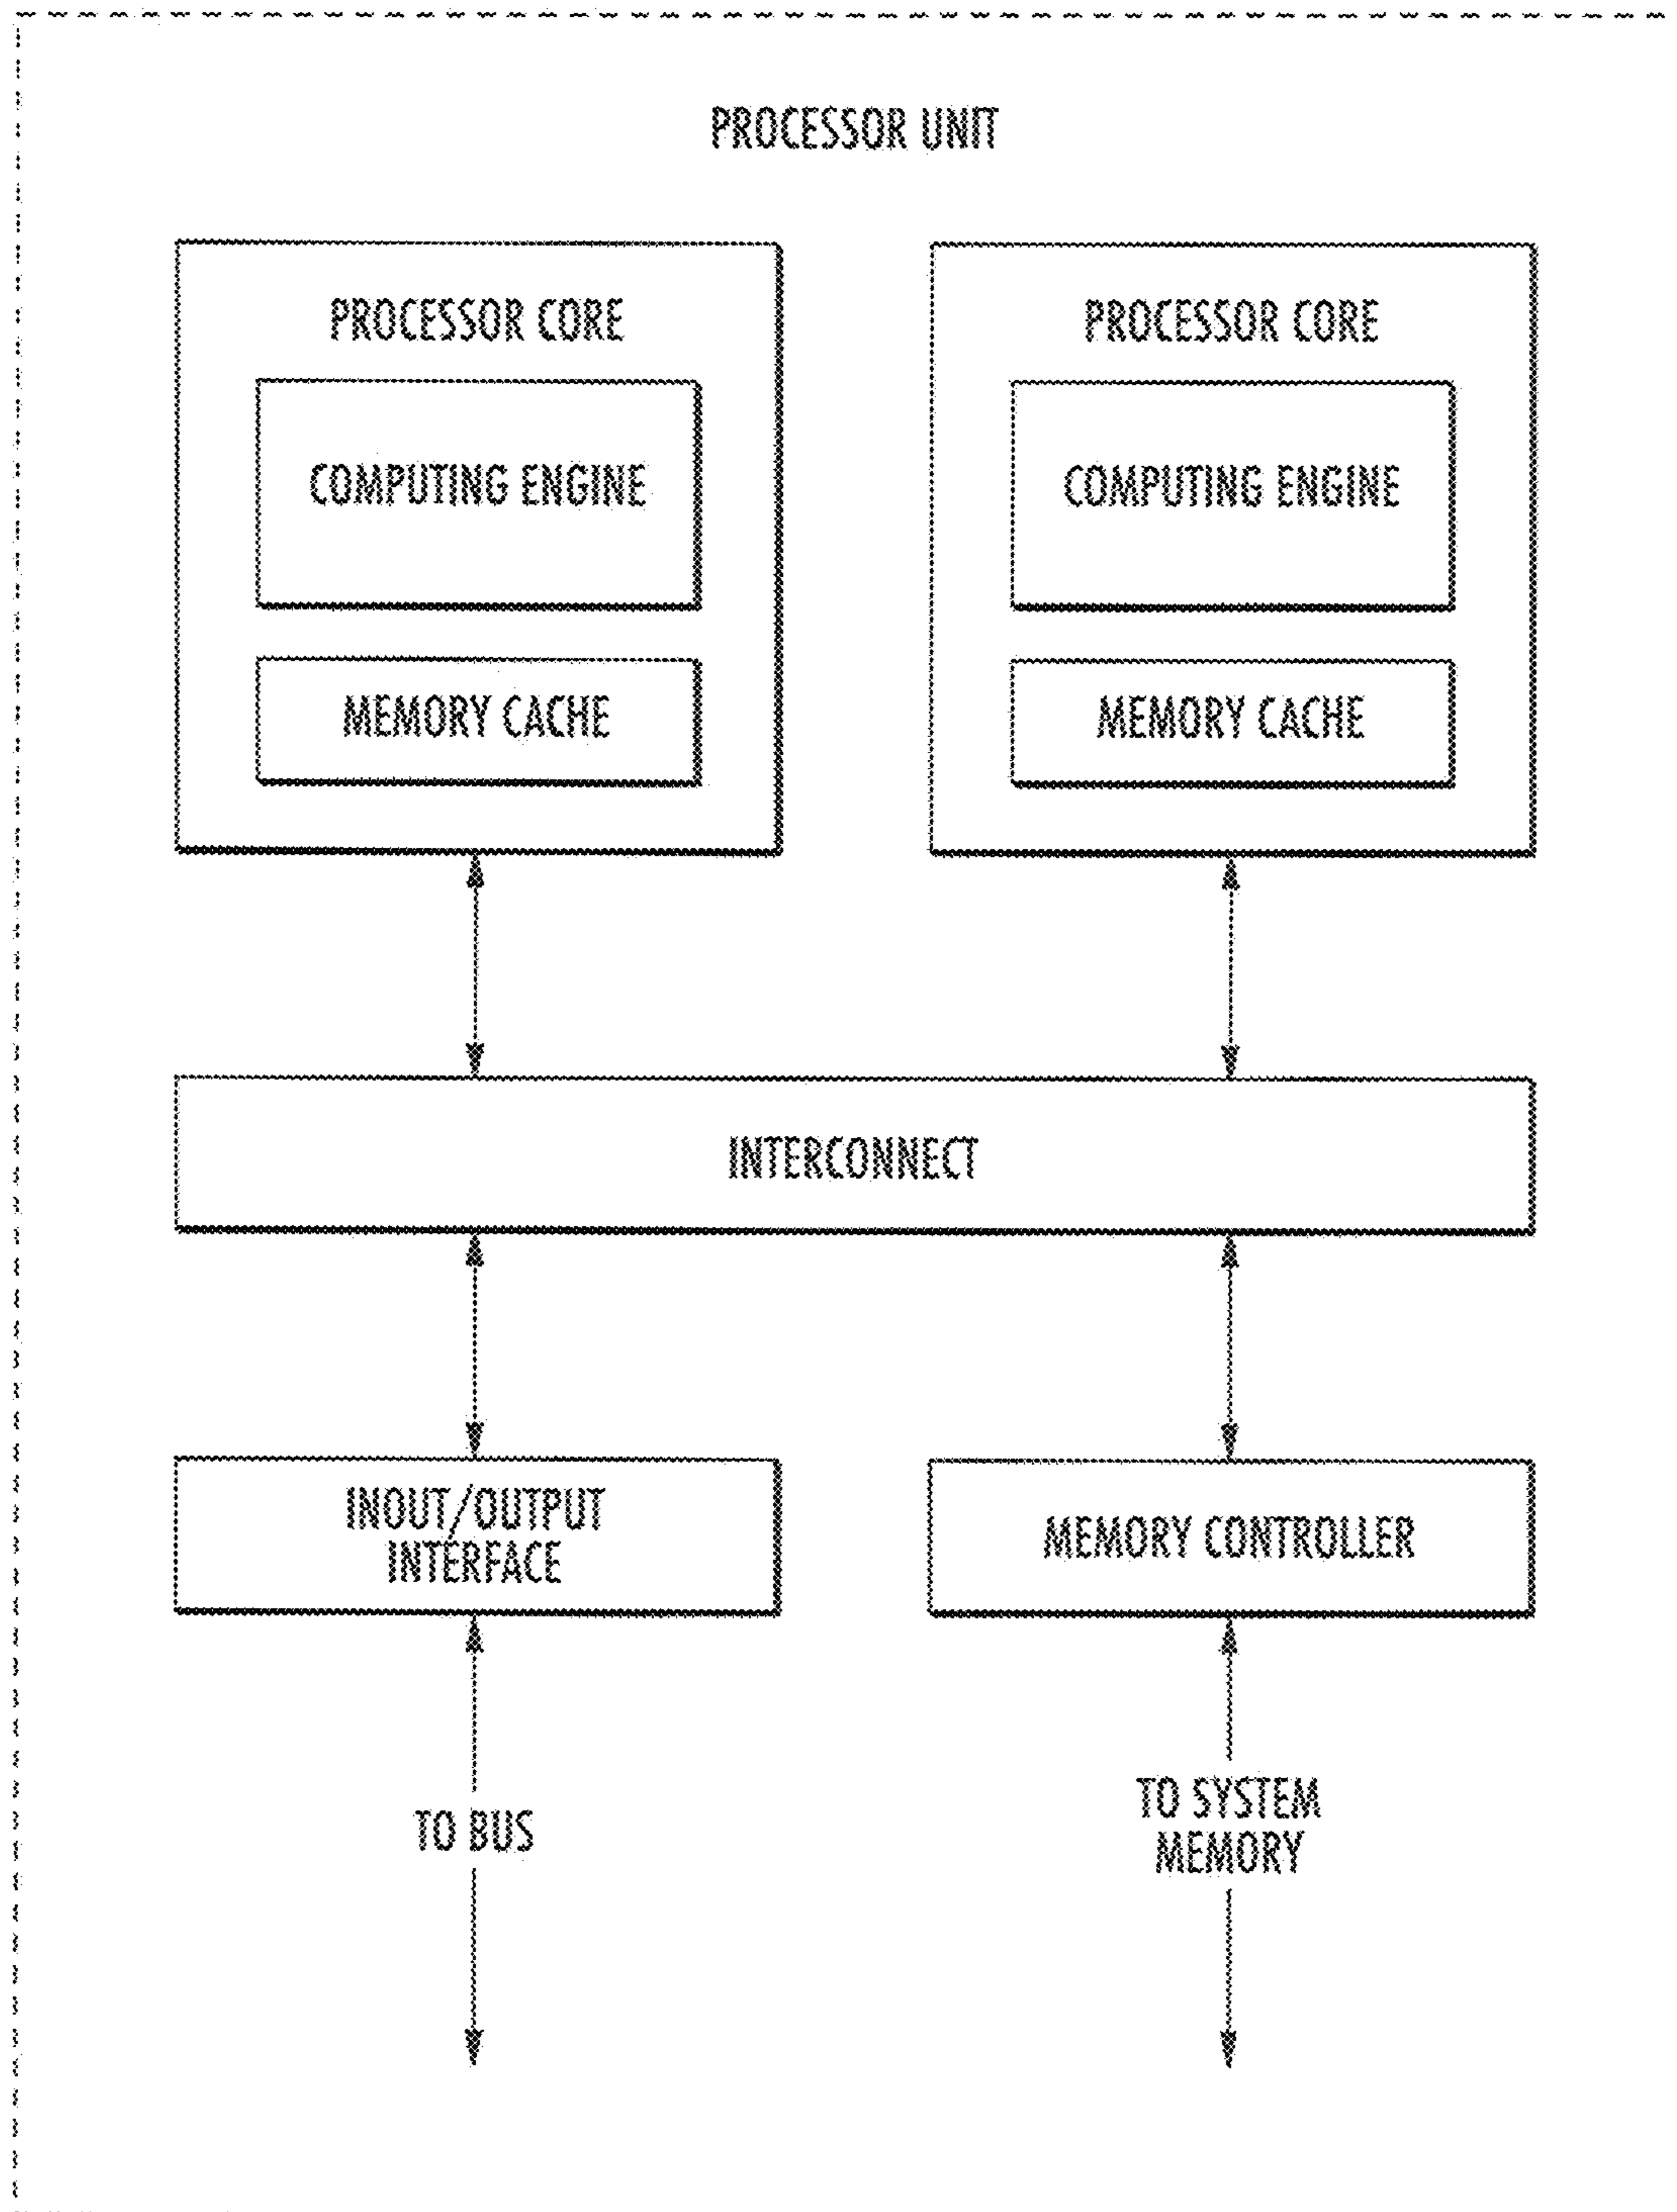 PROCESSOR UNIT
PROCESSOR CORE
COMPUTING ENGINE
MEMORY CACHE
PROCESSOR CORE
COMPUTING ENGINE
MEMORY CACHE
INTERCONNECT
INOUT/OUTPUT
INTERFACE
MEMORY CONTROLLER
TO BUS
TO SYSTEM
MEMORY